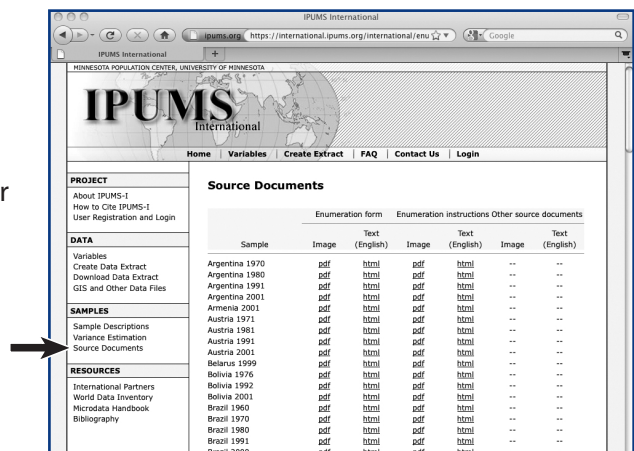 IPUMS International
ipums.org https://international.ipums.org/international/enu Google
IPUMS International +
MINNESOTA POPULATION CENTER, UNIVERSITY OF MINNESOTA
IPUMS
International
Home | Variables | Create Extract | FAQ | Contact Us | Login
PROJECT
About IPUMS-I
How to Cite IPUMS-I
User Registration and Login
DATA
Variables
Create Data Extract
Download Data Extract
GIS and Other Data Files
SAMPLES
Sample Descriptions
Variance Estimation
Source Documents
RESOURCES
International Partners
World Data Inventory
Microdata Handbook
Bibliography
r
Source Documents
Enumeration form Enumeration instructions Other source documents
Sample Image Text (English) Image Text (English) Image Text (English)
Argentina 1970 pdf html pdf html -- --
Argentina 1980 pdf html pdf html -- --
Argentina 1991 pdf html pdf html -- --
Argentina 2001 pdf html pdf html -- --
Armenia 2001 pdf html pdf html -- --
Austria 1971 pdf html pdf html -- --
Austria 1981 pdf html pdf html -- --
Austria 1991 pdf html pdf html -- --
Austria 2001 pdf html pdf html -- --
Belarus 1999 pdf html pdf html -- --
Bolivia 1976 pdf html pdf html -- --
Bolivia 1992 pdf html pdf html -- --
Bolivia 2001 pdf html pdf html -- --
Brazil 1960 pdf html pdf html -- --
Brazil 1970 pdf html pdf html -- --
Brazil 1980 pdf html pdf html -- --
Brazil 1991 pdf html pdf html -- --